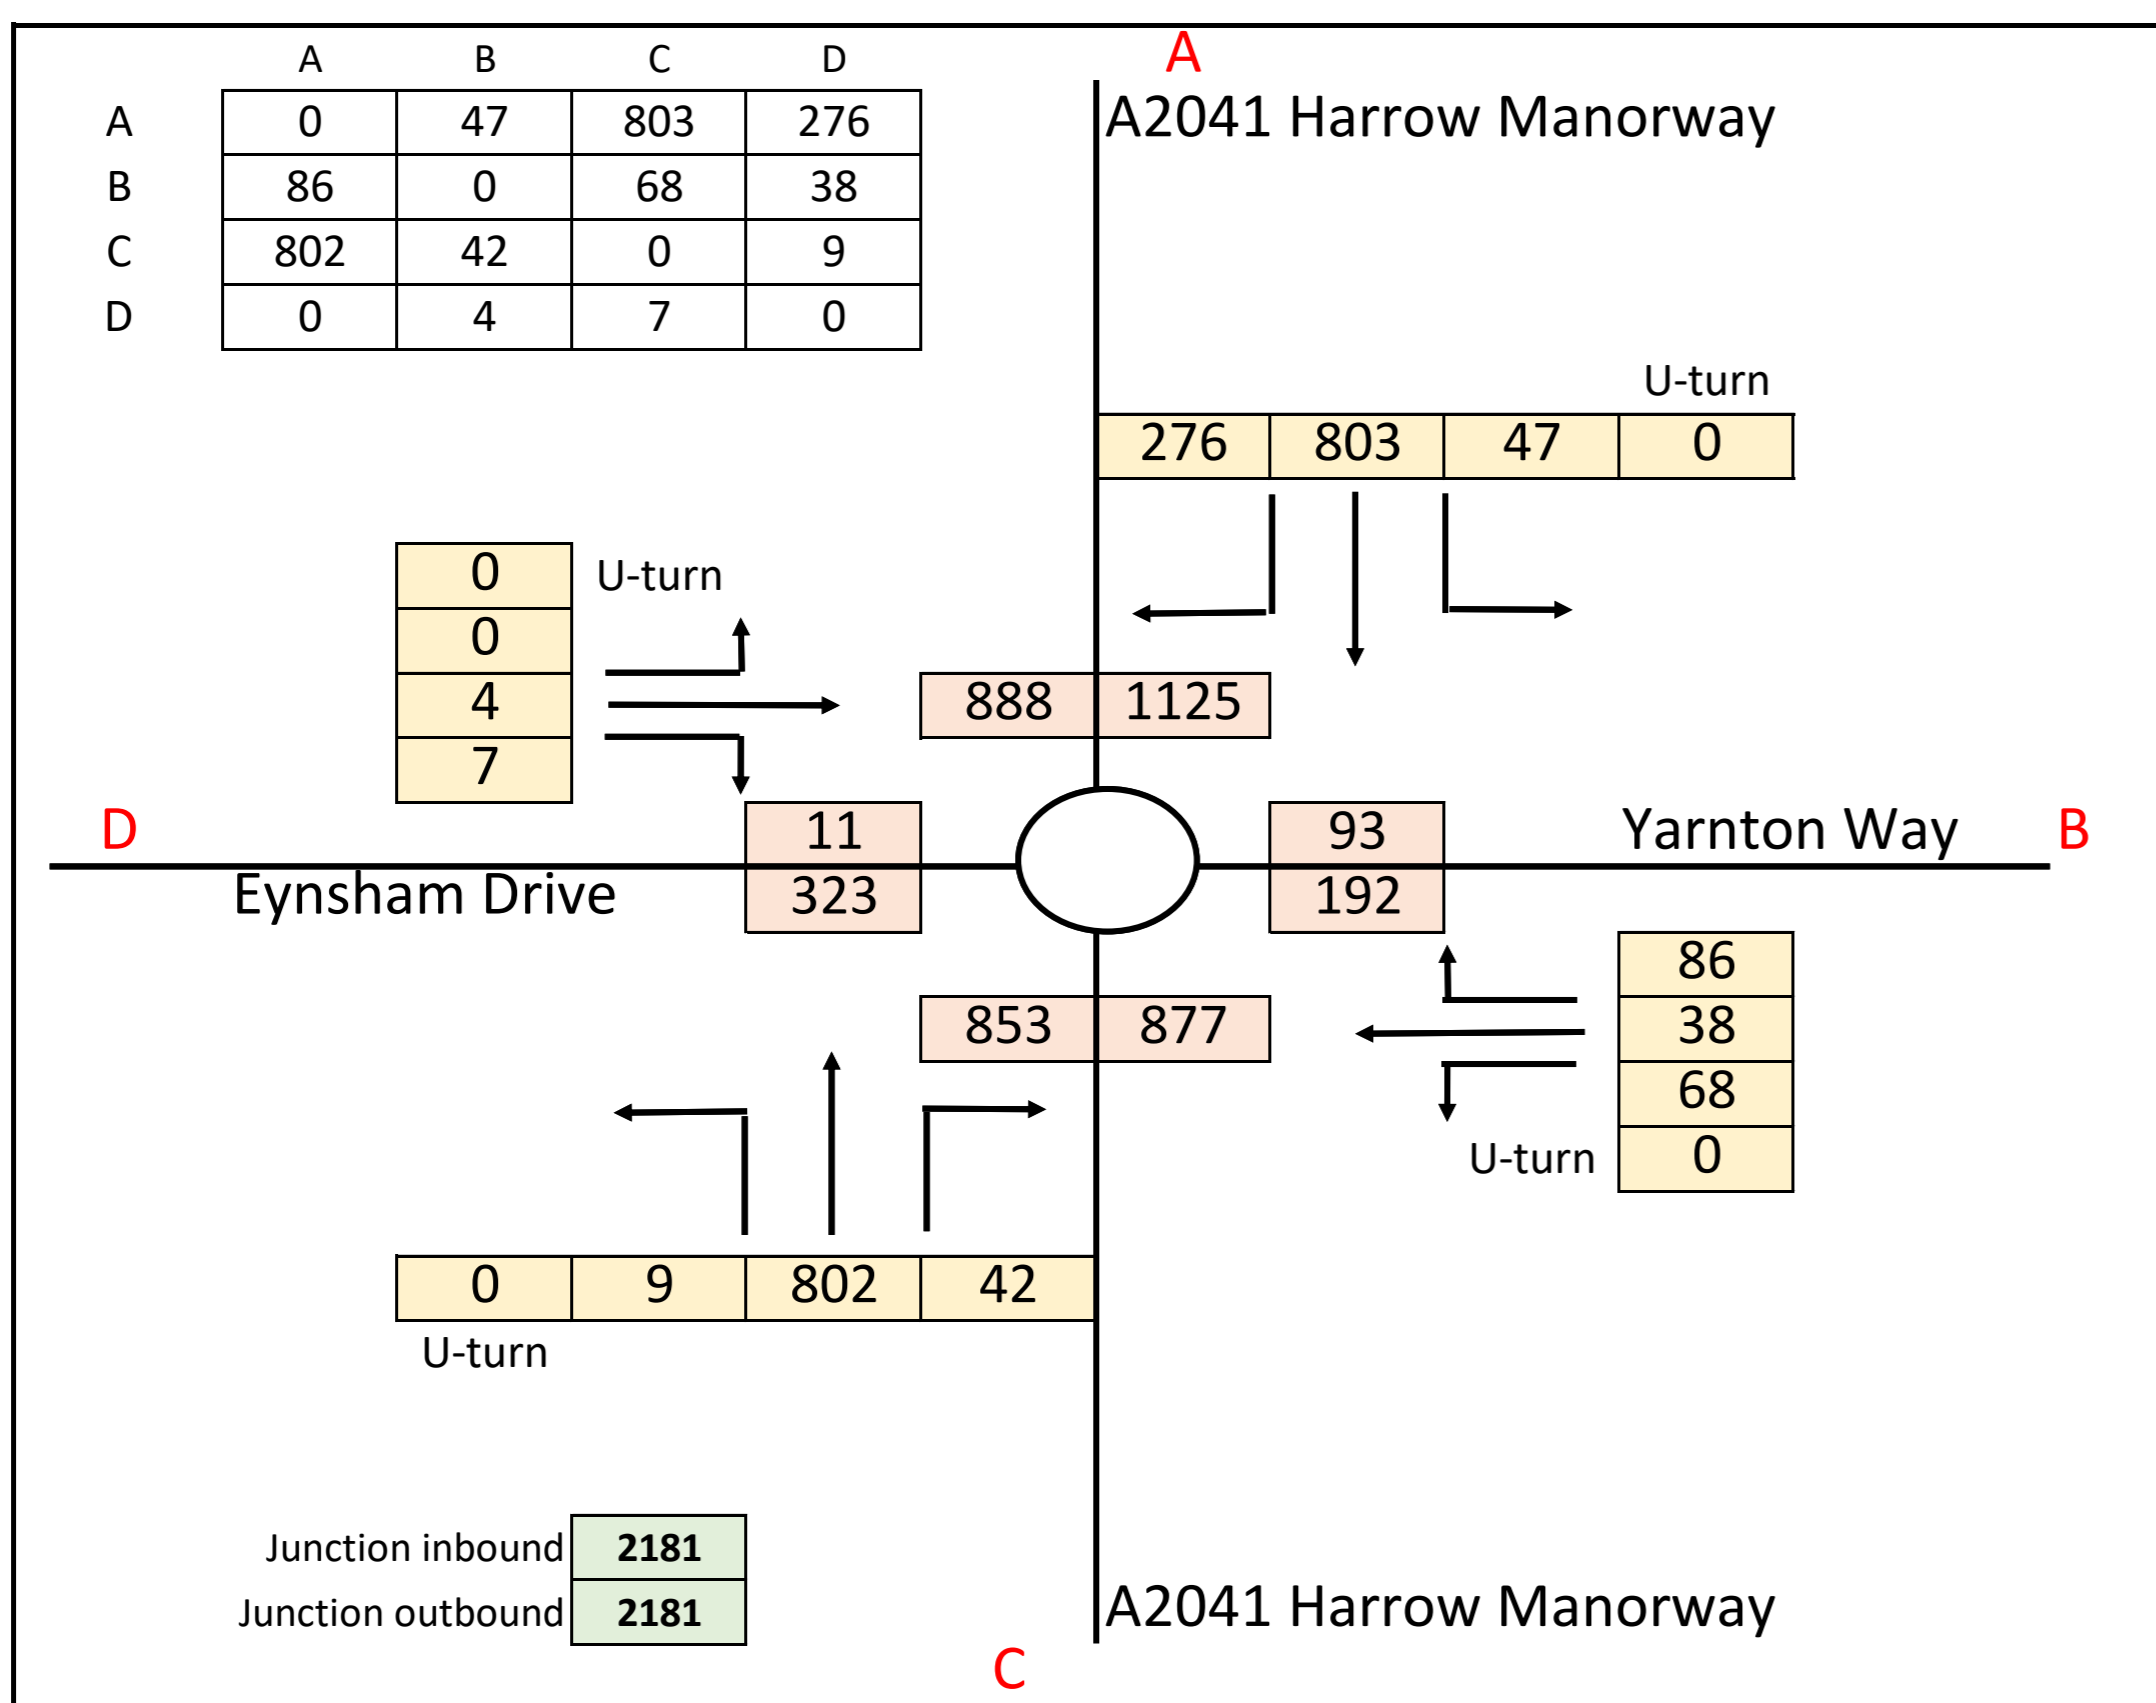 A B C D
A
A 0 47 803 276
A2041 Harrow Manorway
B 86 0 68 38
C 802 42 0 9
D 0 4 7 0
U-turn
276 803 47 0
0 U-turn
0
4
7
888 1125
D
11
323
Eynsham Drive
93
192
Yarnton Way B
853 877
86
38
68
U-turn 0
0 9 802 42
U-turn
Junction inbound 2181
Junction outbound 2181
A2041 Harrow Manorway
C